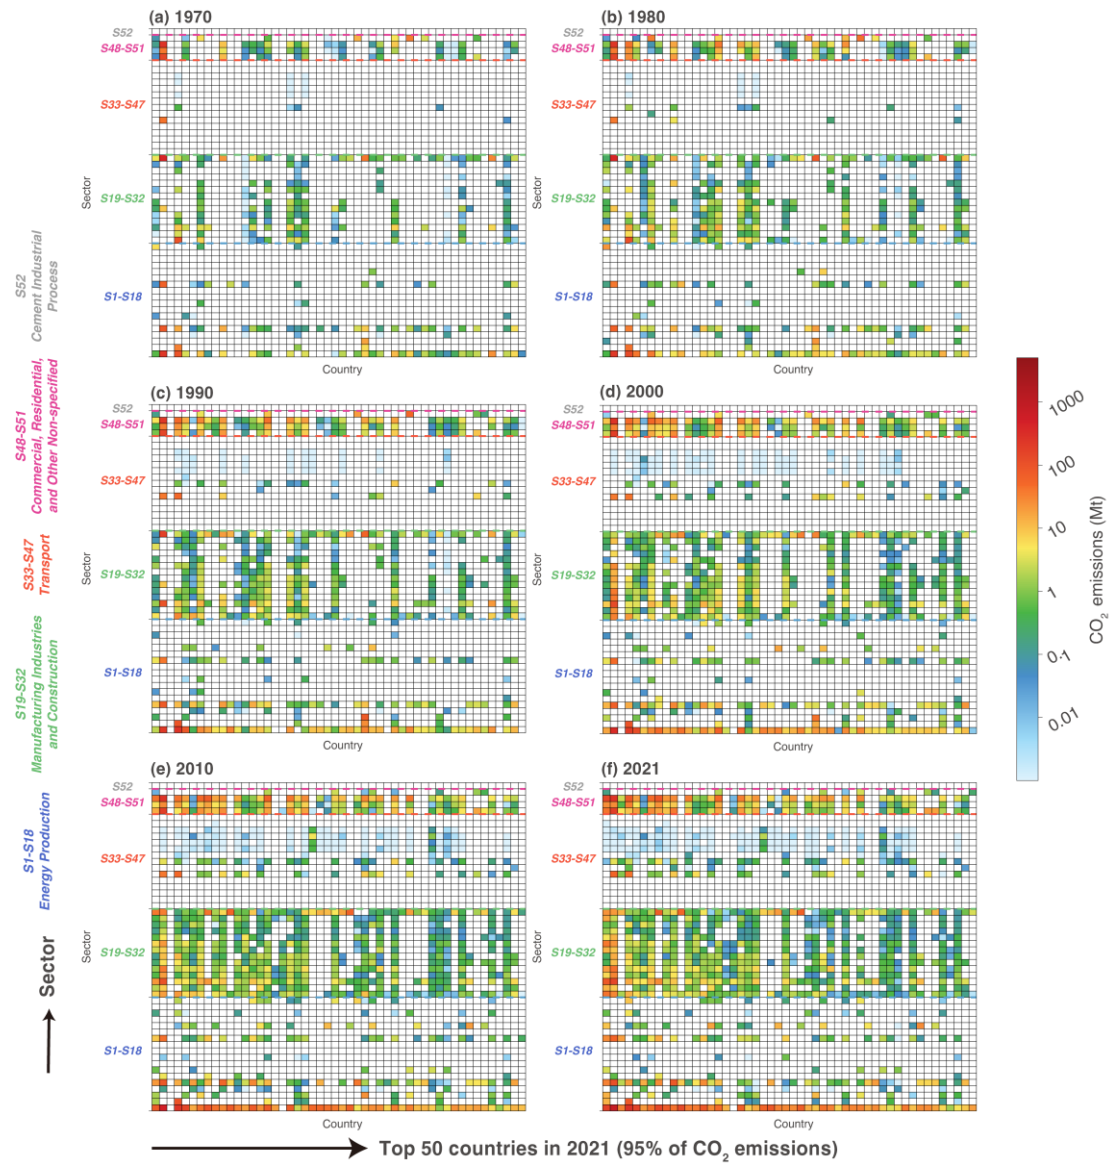 (a) 1970
S52
S48-S51
S33-S47
S19-S32
S1-S18
Sector
Country
(b) 1980
S52
S48-S51
S33-S47
S19-S32
S1-S18
Sector
Country
(c) 1990
S52
S48-S51
S33-S47
S19-S32
S1-S18
Sector
Country
(d) 2000
S52
S48-S51
S33-S47
S19-S32
S1-S18
Sector
Country
(e) 2010
S52
S48-S51
S33-S47
S19-S32
S1-S18
Sector
Country
(f) 2021
S52
S48-S51
S33-S47
S19-S32
S1-S18
Sector
Country
S52
Cement Industrial
Process
S48-S51
Commercial, Residential,
and Other Non-specified
S33-S47
Transport
S19-S32
Manufacturing Industries
and Construction
S1-S18
Energy Production
Sector
1000
100
10
1
0.1
0.01
CO₂ emissions (Mt)
Top 50 countries in 2021 (95% of CO₂ emissions)